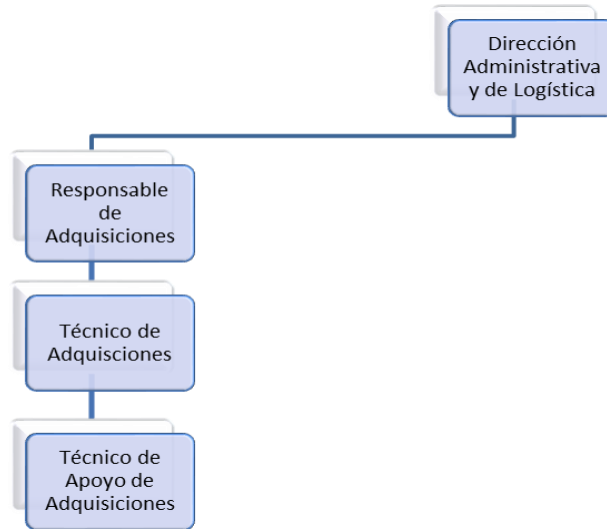 Dirección
Administrativa
y de Logística
Responsable
de
Adquisiciones
Técnico de
Adquisciones
Técnico de
Apoyo de
Adquisiciones